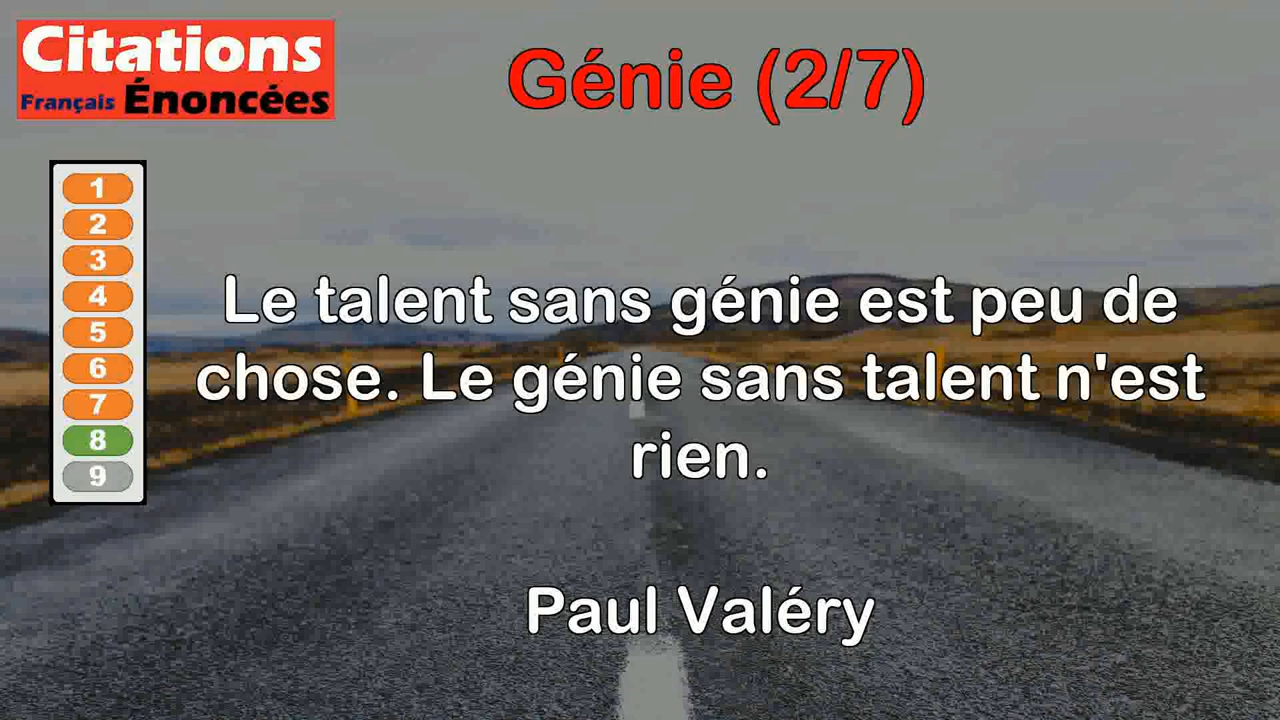 Citations
Français Énoncées
Génie (2/7)
1
2
3
4
5
6
7
8
9
Le talent sans génie est peu de
chose. Le génie sans talent n'est
rien.
Paul Valéry